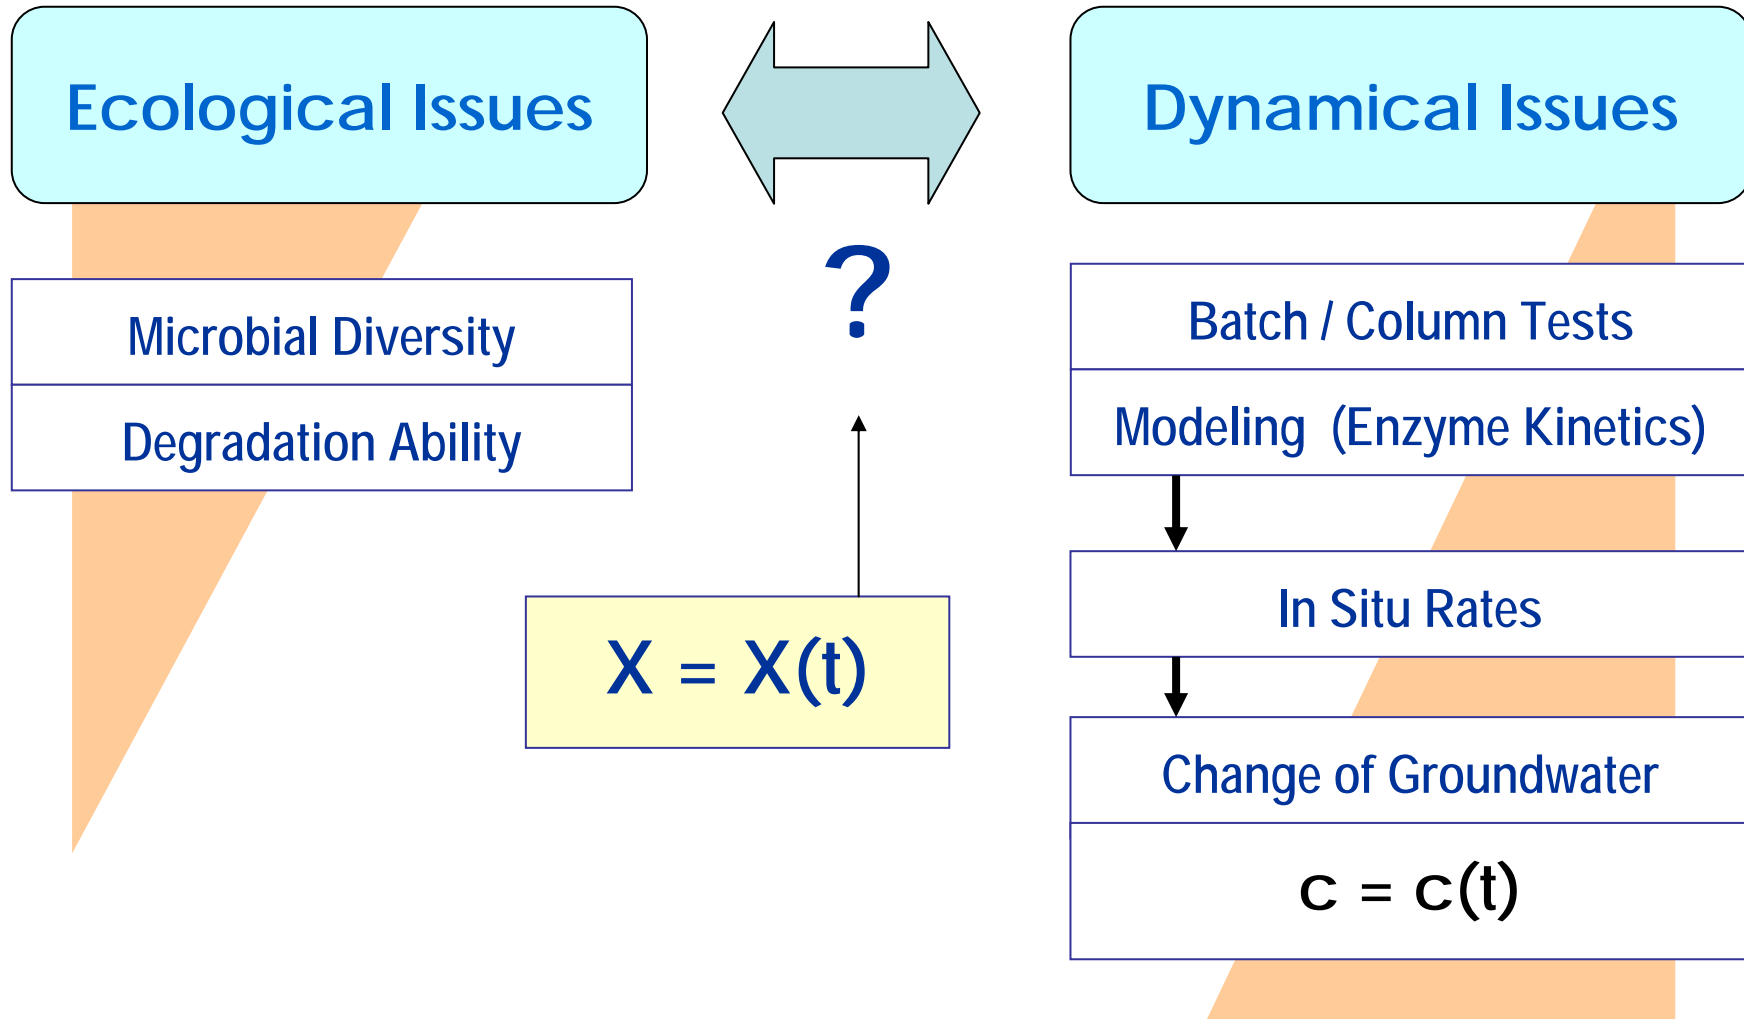 Ecological Issues
Dynamical Issues
?
Microbial Diversity
Degradation Ability
X = X(t)
Batch / Column Tests
Modeling (Enzyme Kinetics)
In Situ Rates
Change of Groundwater
c = c(t)